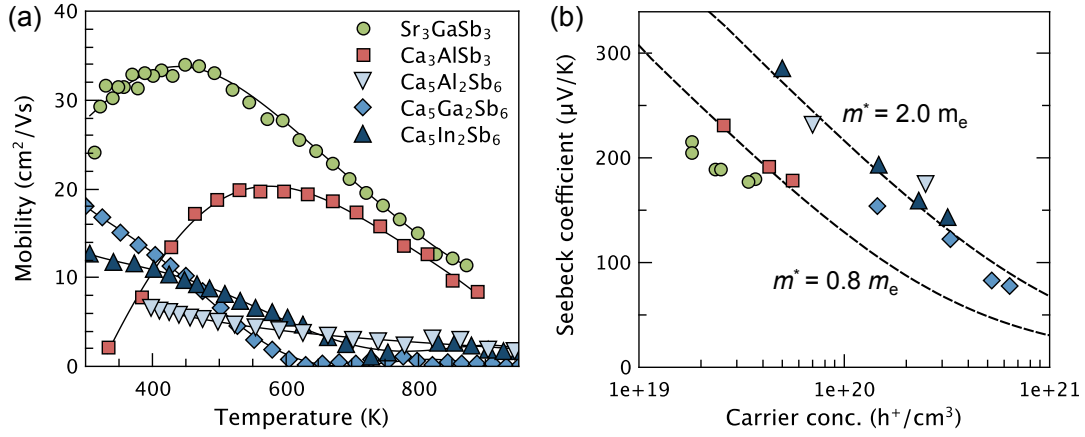 (a)
40
30
20
10
0
Mobility (cm²/Vs)
400
600
800
Temperature (K)
Sr₃GaSb₃
Ca₃AlSb₃
Ca₅Al₂Sb₆
Ca₅Ga₂Sb₆
Ca₅In₂Sb₆
(b)
300
200
100
0
Seebeck coefficient (μV/K)
1e+19
1e+20
1e+21
Carrier conc. (h⁺/cm³)
m* = 2.0 mₑ
m* = 0.8 mₑ